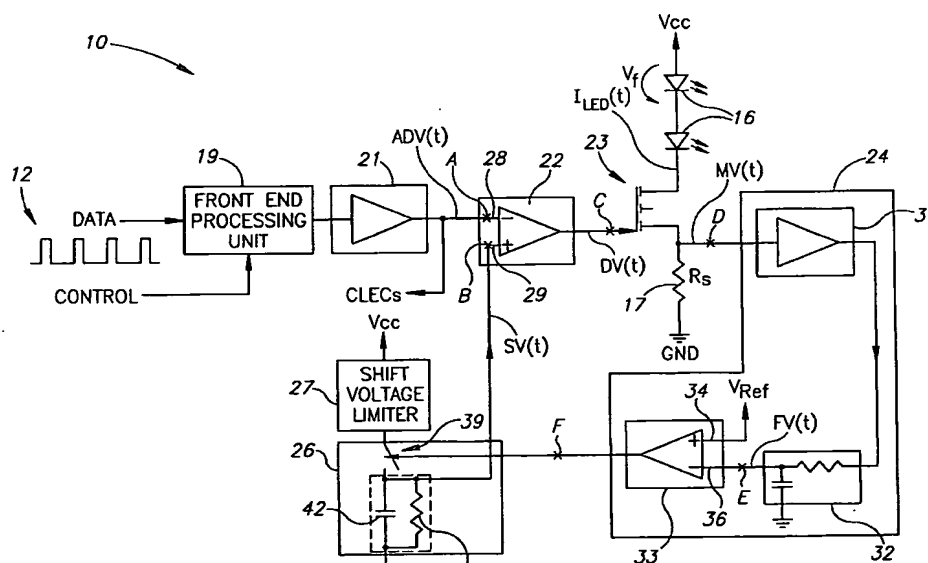 10
Vcc
Vf
ILED(t)
16
24
23
MV(t)
12
19
21
ADV(t)
A
28
22
C
D
3
DATA
FRONT END
PROCESSING
UNIT
−
+
B
29
DV(t)
CONTROL
CLECs
17
RS
GND
Vcc
SV(t)
27
SHIFT
VOLTAGE
LIMITER
39
F
34
VRef
FV(t)
26
+
−
36
E
42
33
32